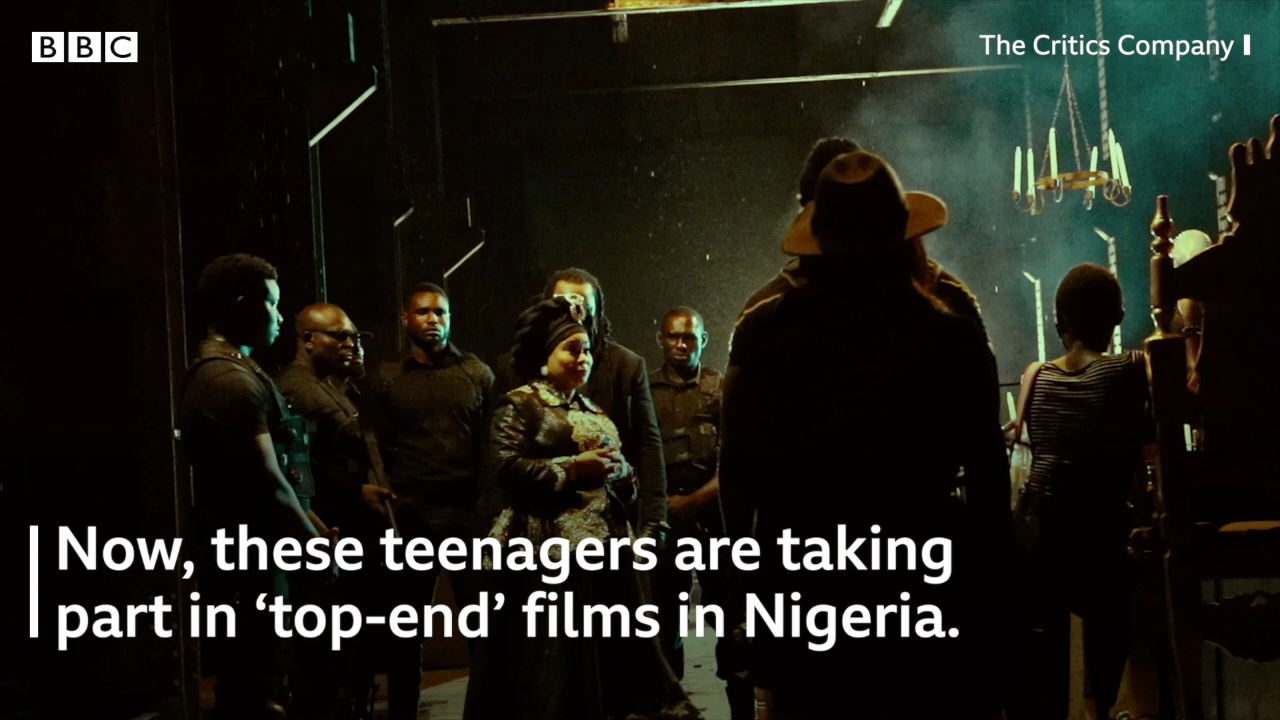 BBC
The Critics Company
Now, these teenagers are taking
part in ‘top-end’ films in Nigeria.